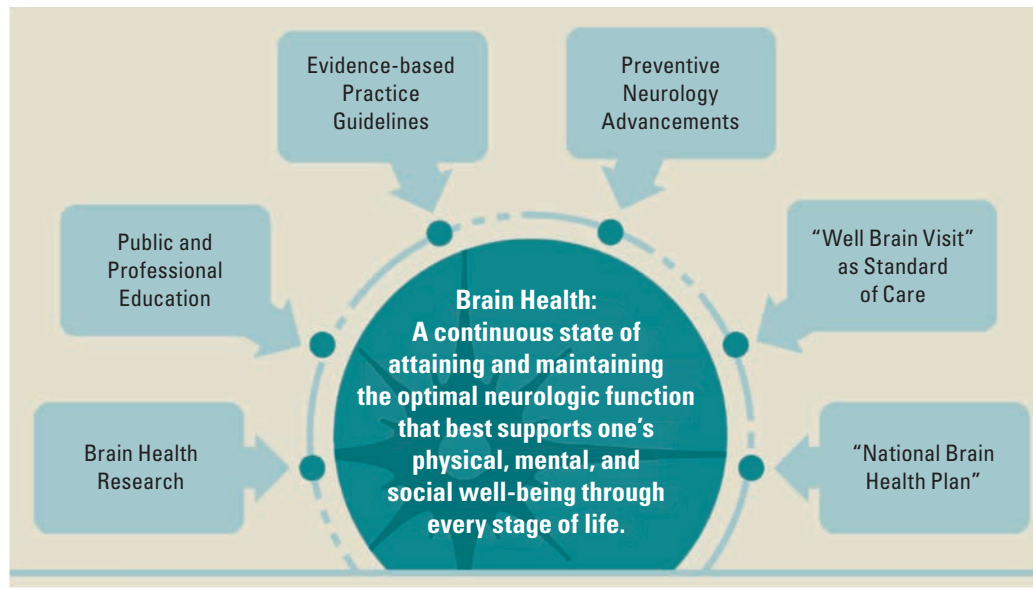 Evidence-based
Practice
Guidelines
Preventive
Neurology
Advancements
Public and
Professional
Education
“Well Brain Visit”
as Standard
of Care
Brain Health
Research
“National Brain
Health Plan”
Brain Health:
A continuous state of
attaining and maintaining
the optimal neurologic function
that best supports one’s
physical, mental, and
social well-being through
every stage of life.